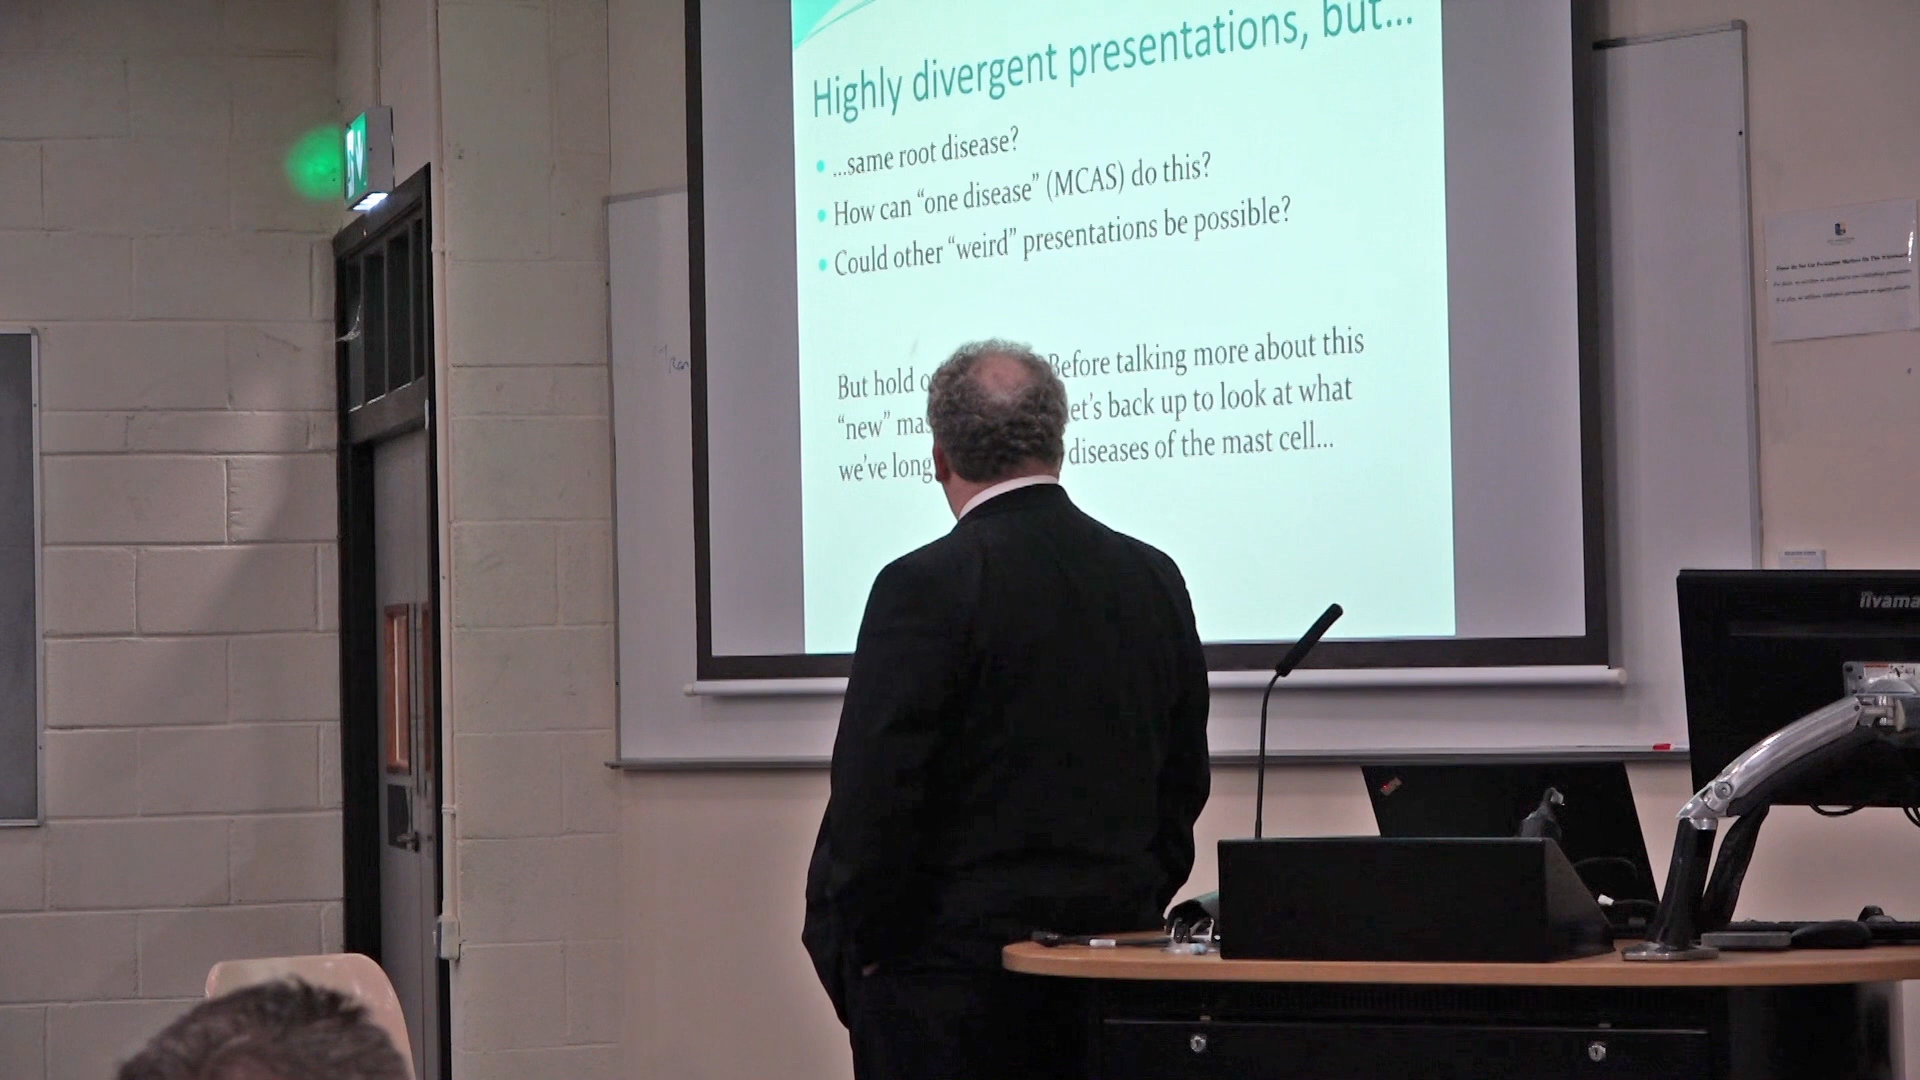 Highly divergent presentations, but...
...same root disease?
How can “one disease” (MCAS) do this?
Could other “weird” presentations be possible?
But hold Before talking more about this
“new” let’s back up to look at what
we’ve long diseases of the mast cell...
iiyama